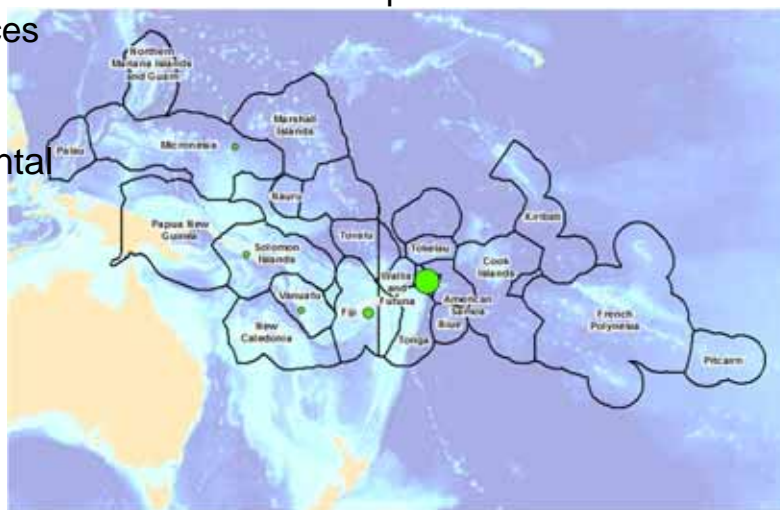 ces
ntal
Northern
Mariana Islands
and Guam
Marshall
Islands
Palau
Micronesia
Nauru
Kiribati
Papua New
Guinea
Solomon
Islands
Tuvalu
Tokelau
Cook
Islands
Vanuatu
Fiji
Wallis
and
Futuna
American
Samoa
Niue
French
Polynesia
New
Caledonia
Tonga
Pitcairn